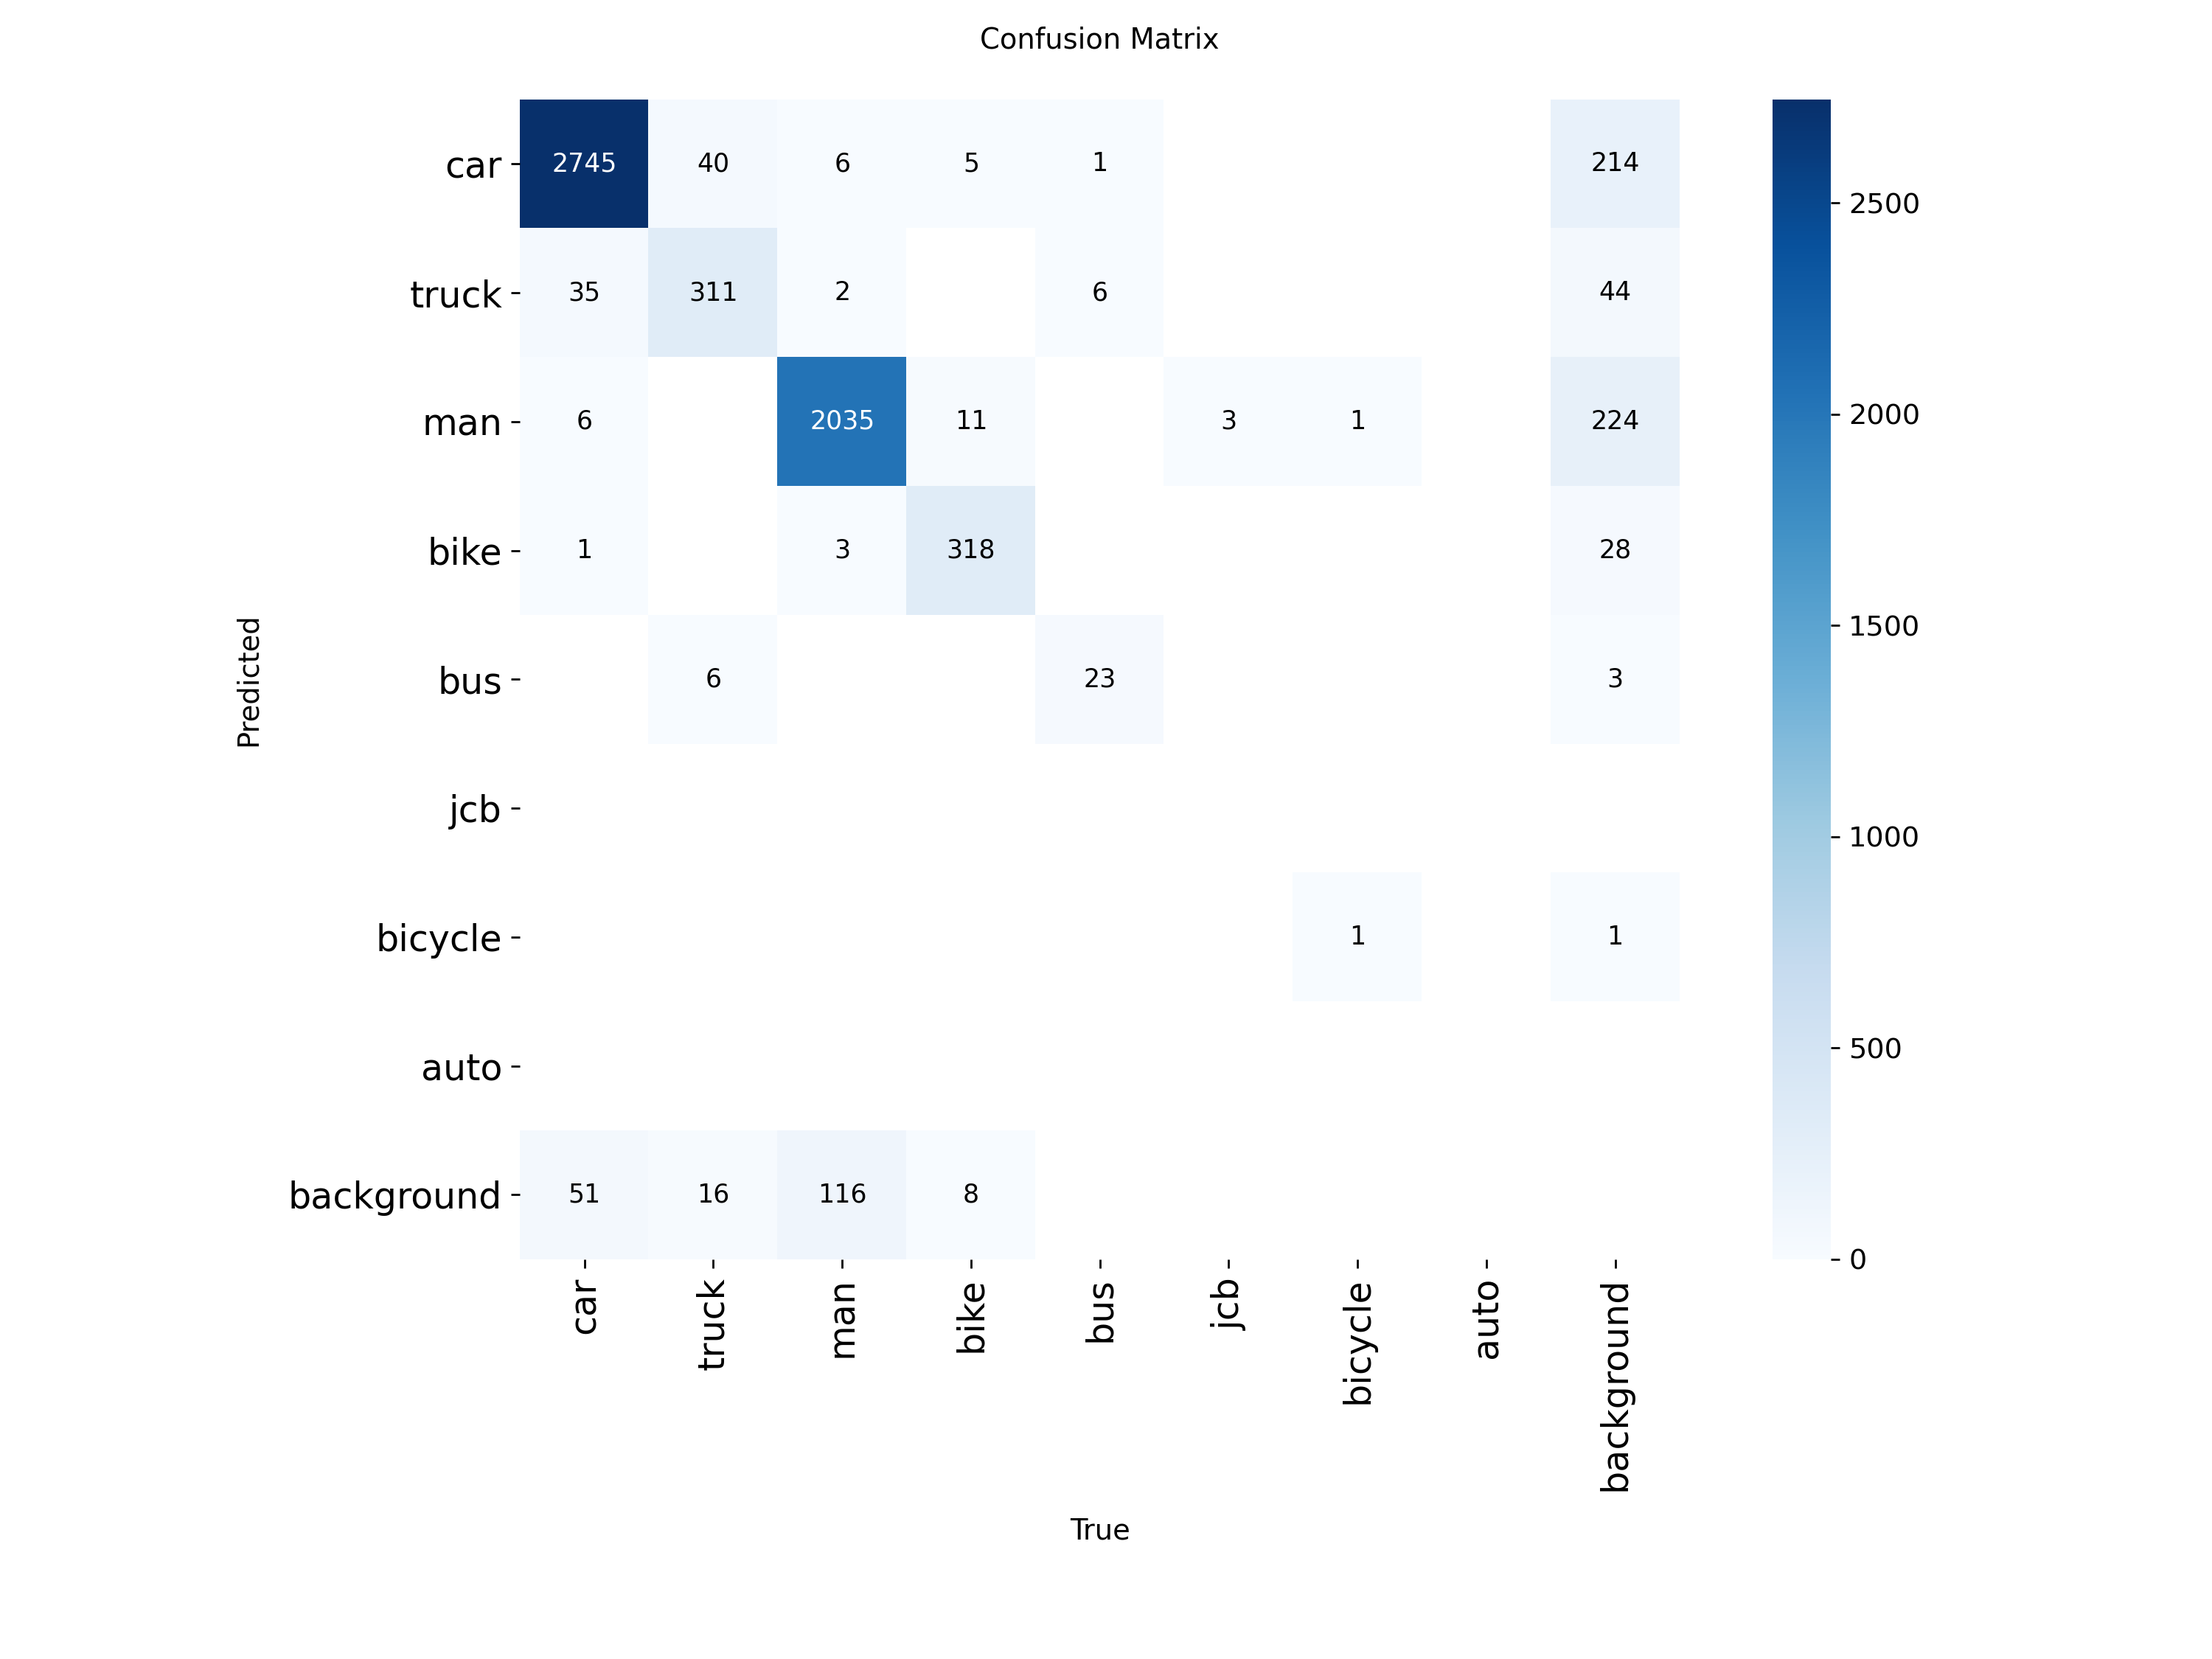 Confusion Matrix
car 2745 40 6 5 1 214
truck 35 311 2 6 44
man 6 2035 11 3 1 224
bike 1 3 318 28
bus 6 23 3
jcb
bicycle 1 1
auto
background 51 16 116 8
Predicted
car truck man bike bus jcb bicycle auto background
True
2500
2000
1500
1000
500
0